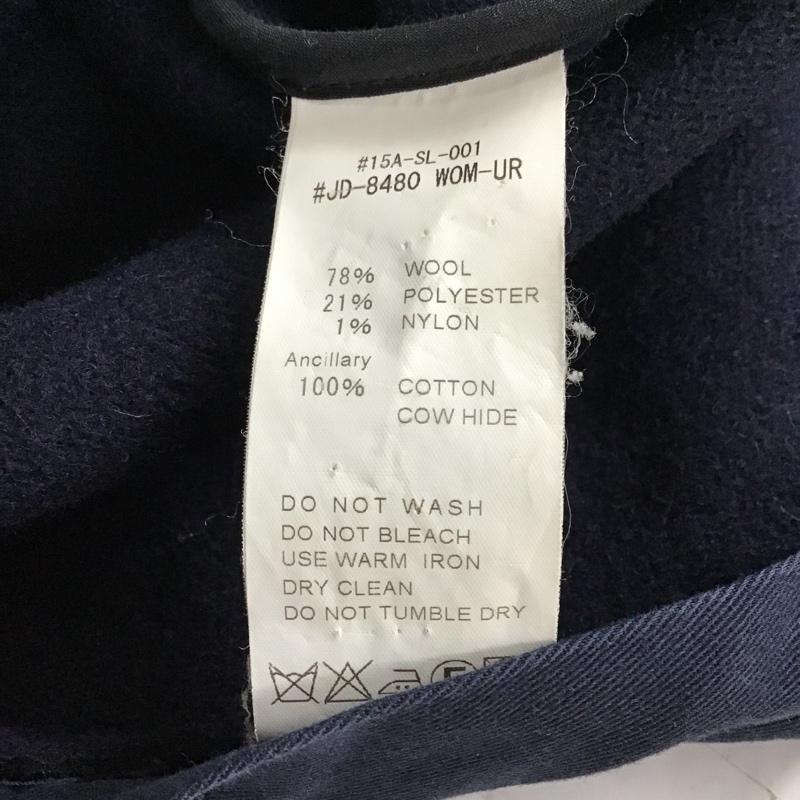 #15A-SL-001
#JD-8480 WOM-UR
78% WOOL
21% POLYESTER
1% NYLON
Ancillary
100% COTTON
COW HIDE
DO NOT WASH
DO NOT BLEACH
USE WARM IRON
DRY CLEAN
DO NOT TUMBLE DRY